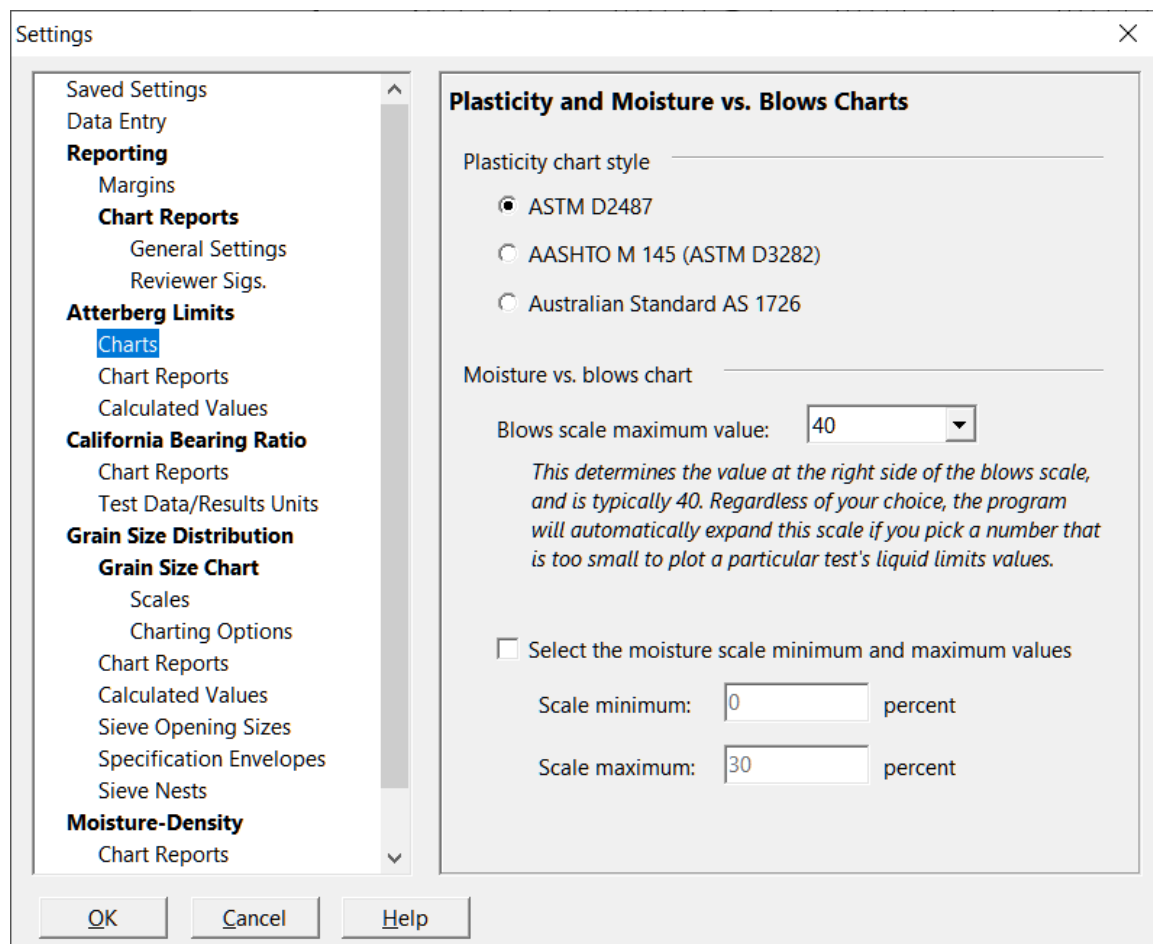 Settings
Saved Settings
Data Entry
Reporting
Margins
Chart Reports
General Settings
Reviewer Sigs.
Atterberg Limits
Charts
Chart Reports
Calculated Values
California Bearing Ratio
Chart Reports
Test Data/Results Units
Grain Size Distribution
Grain Size Chart
Scales
Charting Options
Chart Reports
Calculated Values
Sieve Opening Sizes
Specification Envelopes
Sieve Nests
Moisture-Density
Chart Reports
Plasticity and Moisture vs. Blows Charts
Plasticity chart style
ASTM D2487
AASHTO M 145 (ASTM D3282)
Australian Standard AS 1726
Moisture vs. blows chart
Blows scale maximum value: 40
This determines the value at the right side of the blows scale,
and is typically 40. Regardless of your choice, the program
will automatically expand this scale if you pick a number that
is too small to plot a particular test's liquid limits values.
Select the moisture scale minimum and maximum values
Scale minimum: 0 percent
Scale maximum: 30 percent
OK Cancel Help